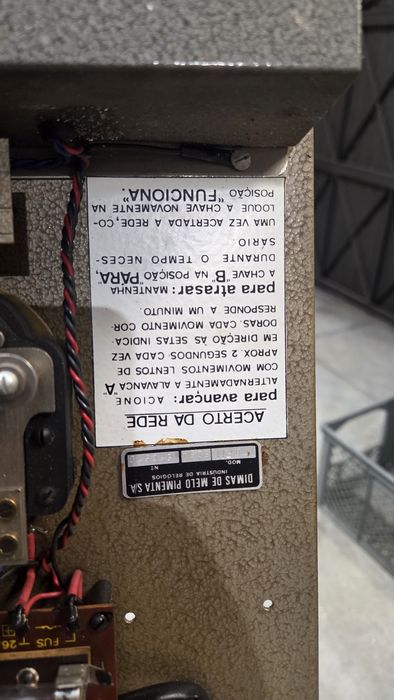 ACERTO DA REDE
para avançar: ACIONE
ALTERNADAMENTE A ALAVANCA "A"
COM MOVIMENTOS LENTOS DE
APROX 2 SEGUNDOS CADA VEZ
EM DIREÇÃO ÀS SETAS INDICA-
DORAS. CADA MOVIMENTO COR-
RESPONDE A UM MINUTO.
para atrasar: MANTENHA
A CHAVE "B" NA POSIÇÃO "PARA,"
DURANTE O TEMPO NECES-
SÁRIO
UMA VEZ ACERTADA A REDE, CO-
LOQUE A CHAVE NOVAMENTE NA
POSIÇÃO "FUNCIONA".
DIMAS DE MELO PIMENTA S/A.
INDUSTRIA DE RELOGIOS
MOD. NT
FUS